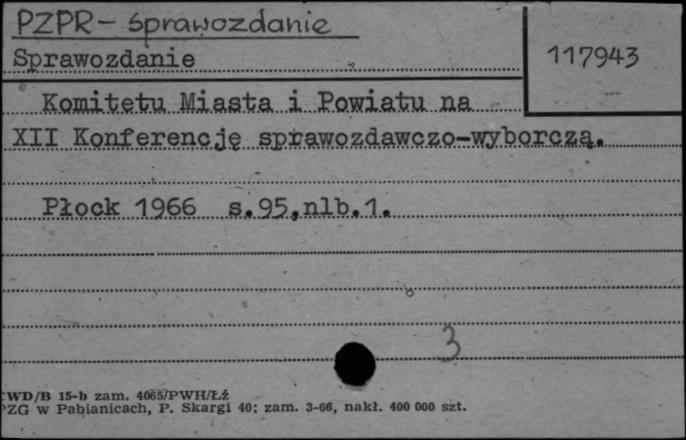 PZPR - sprawozdanie
Sprawozdanie
117943
Komitetu Miasta i Powiatu na
XII Konferencję sprawozdawczo-wyborczą.
Płock 1966 s.95,nlb.1.
3
WD/B 15-b zam. 4065/PWH/Łź
PZG w Pabianicach, P. Skargi 40; zam. 3-66, nakł. 400 000 szt.